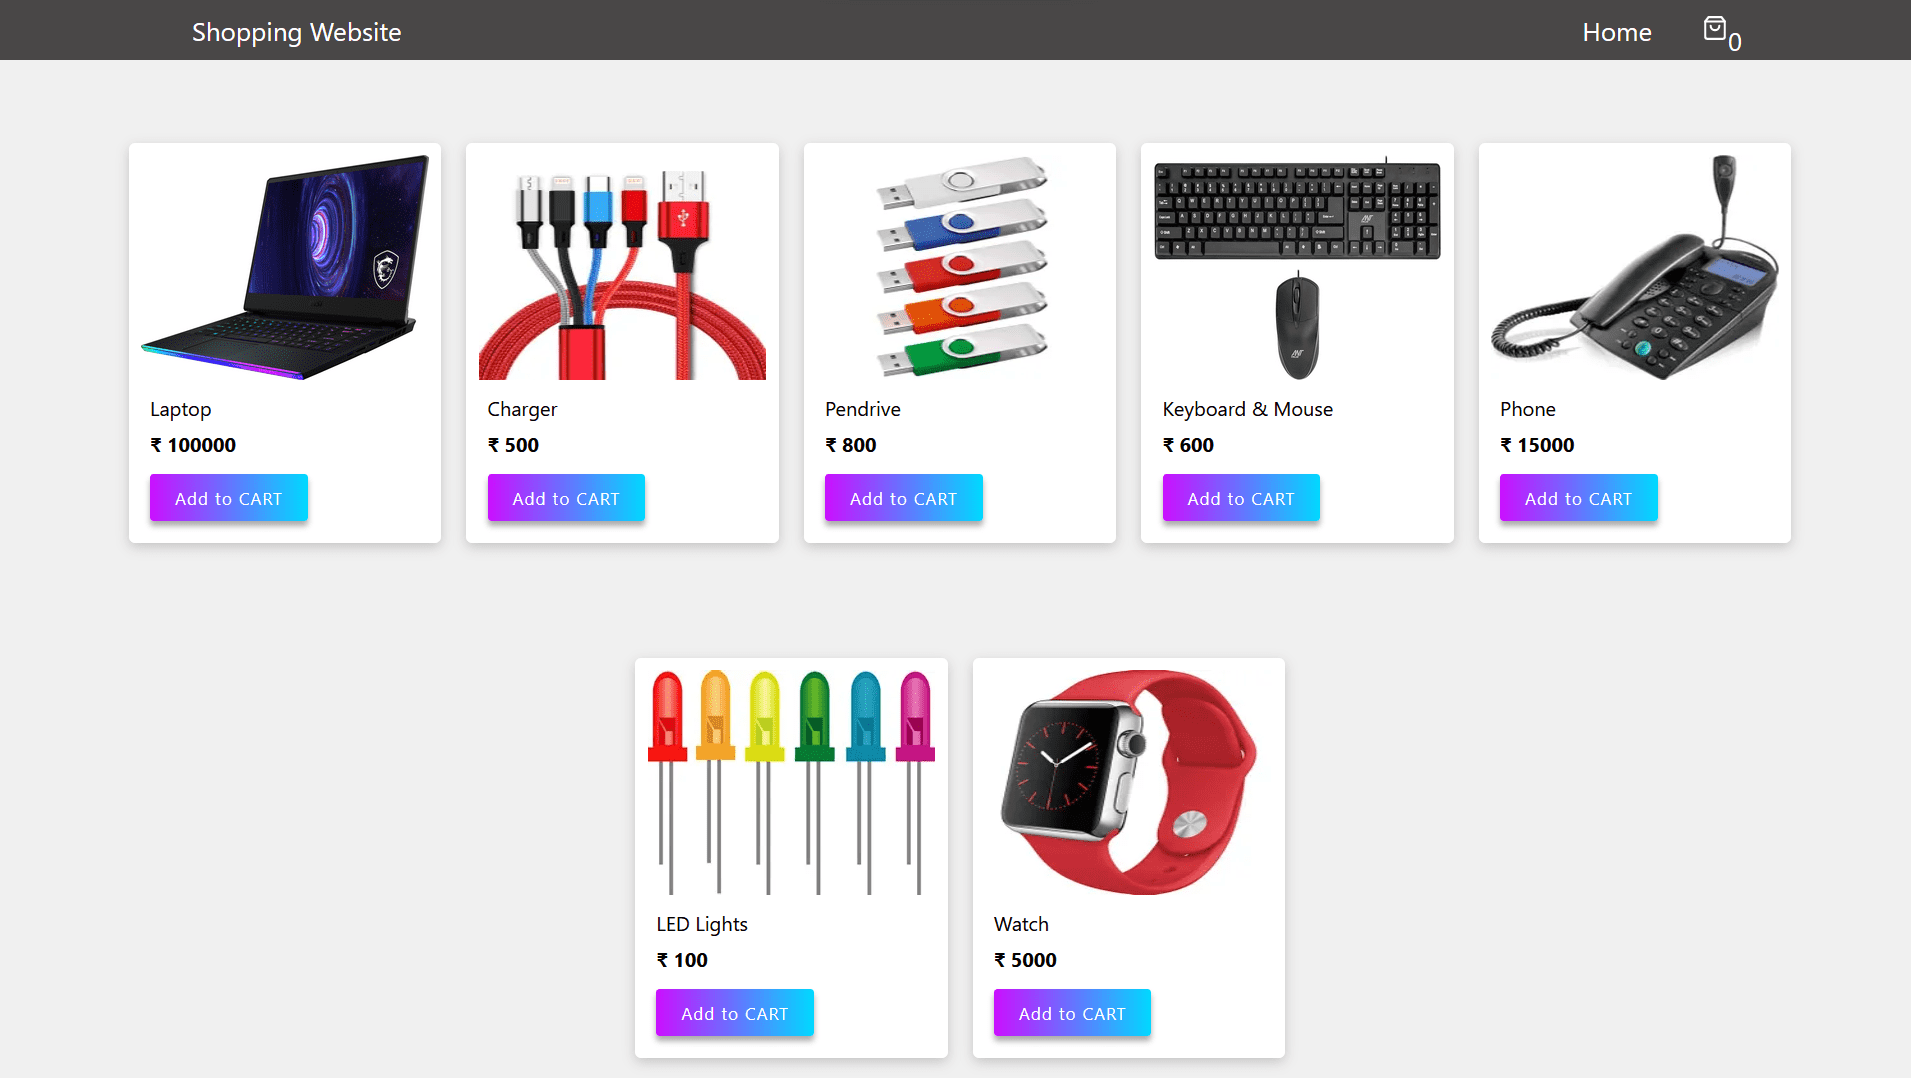 Shopping Website
Home
0
Laptop
₹ 100000
Add to CART
Charger
₹ 500
Add to CART
Pendrive
₹ 800
Add to CART
Keyboard & Mouse
₹ 600
Add to CART
Phone
₹ 15000
Add to CART
LED Lights
₹ 100
Add to CART
Watch
₹ 5000
Add to CART